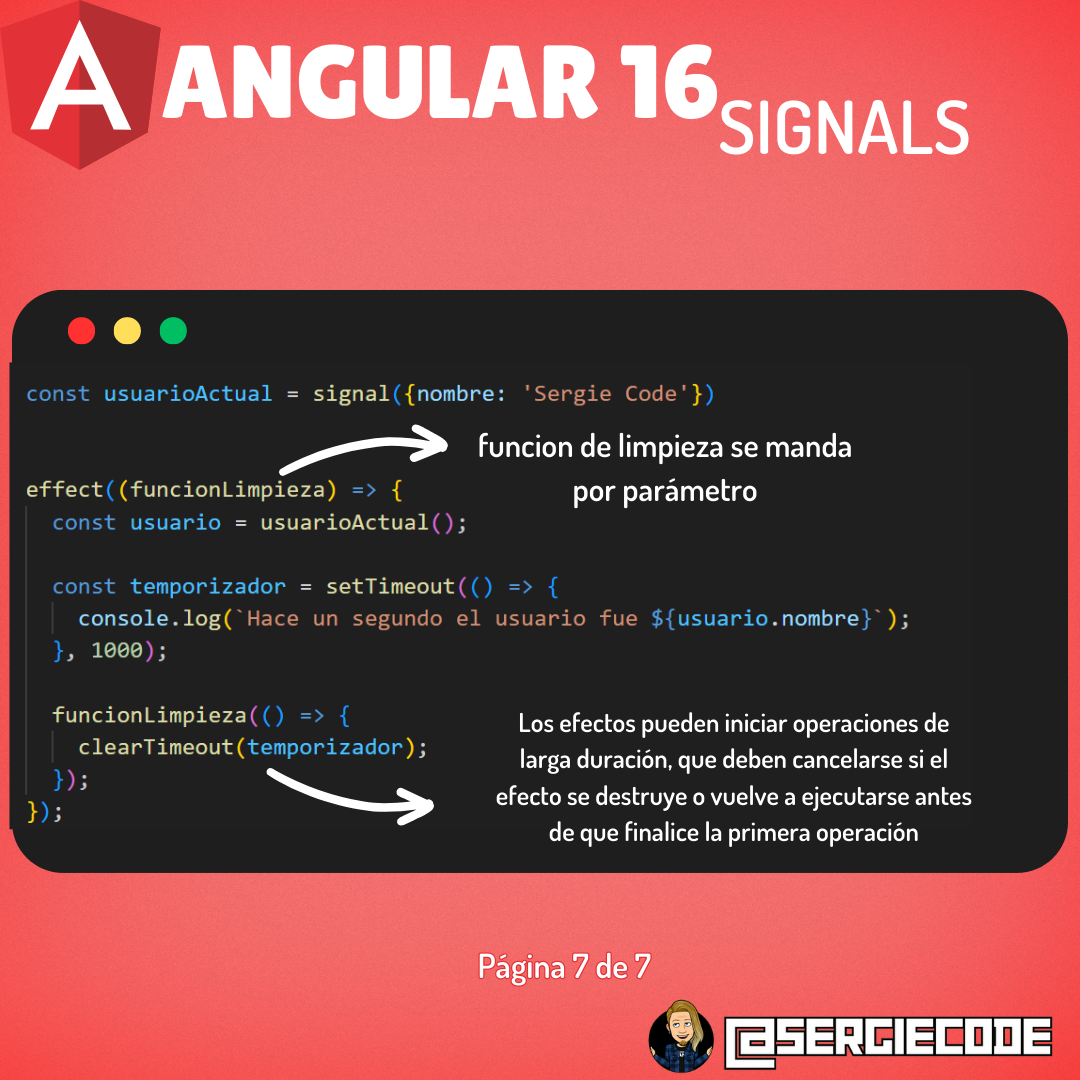 ANGULAR 16
SIGNALS
const usuarioActual = signal({nombre: 'Sergie Code'})
funcion de limpieza se manda
por parámetro
effect((funcionLimpieza) => {
const usuario = usuarioActual();
const temporizador = setTimeout(() => {
console.log(`Hace un segundo el usuario fue ${usuario.nombre}`);
}, 1000);
funcionLimpieza(() => {
clearTimeout(temporizador);
});
});
Los efectos pueden iniciar operaciones de
larga duración, que deben cancelarse si el
efecto se destruye o vuelve a ejecutarse antes
de que finalice la primera operación
Página 7 de 7
@SERGIECODE